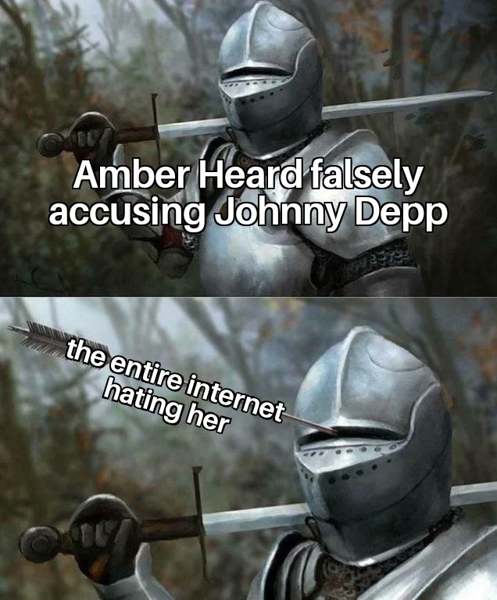 Amber Heard falsely
accusing Johnny Depp
the entire internet
hating her